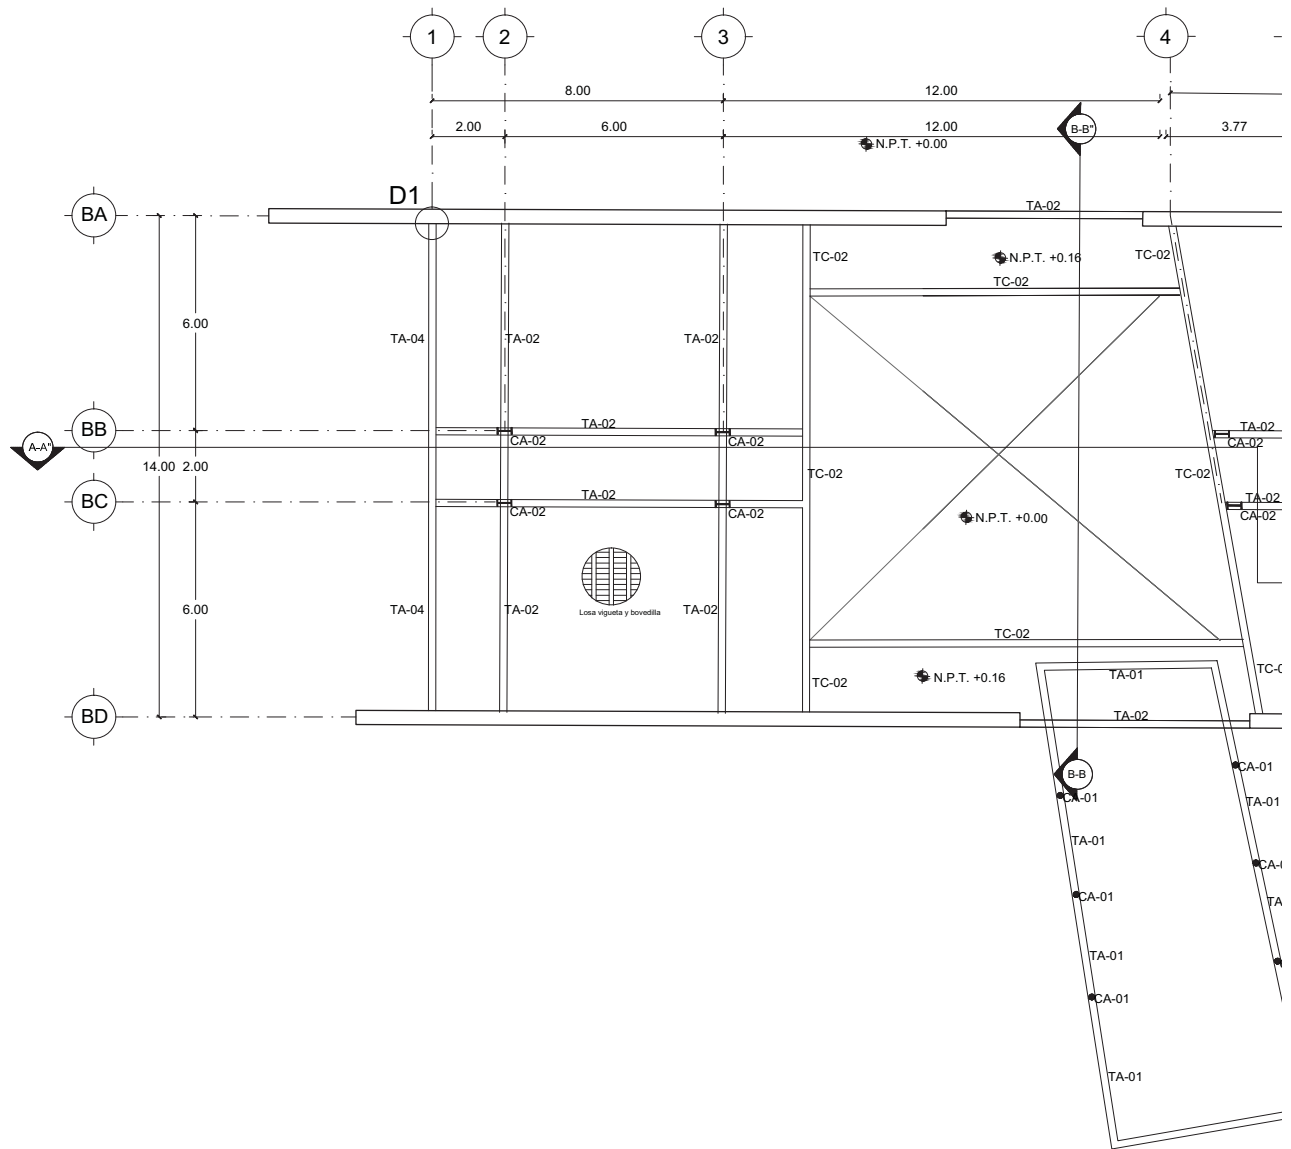 1
2
3
4
8.00
12.00
2.00
6.00
12.00
3.77
B-B"
N.P.T. +0.00
D1
BA
TA-02
TC-02
N.P.T. +0.16
TC-02
TC-02
6.00
TA-04
TA-02
TA-02
BB
TA-02
TA-02
CA-02
CA-02
CA-02
A-A"
14.00
2.00
TC-02
TC-02
BC
TA-02
TA-02
CA-02
CA-02
CA-02
N.P.T. +0.00
6.00
TA-04
TA-02
TA-02
Losa vigueta y bovedilla
TC-02
TC-0
TC-02
N.P.T. +0.16
TA-01
BD
TA-02
B-B
CA-01
CA-01
TA-01
TA-01
CA-0
CA-01
TA
TA-01
CA-01
TA-01